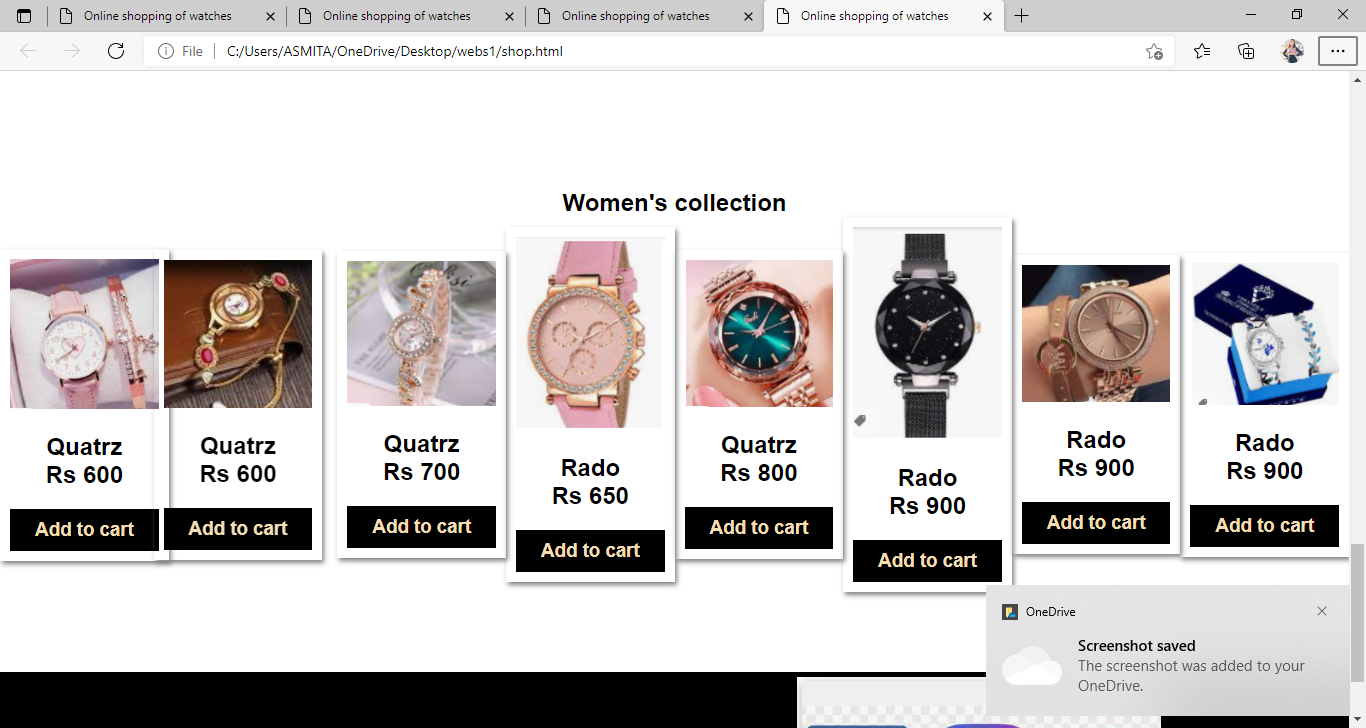 Online shopping of watches
Online shopping of watches
Online shopping of watches
Online shopping of watches
File
C:/Users/ASMITA/OneDrive/Desktop/webs1/shop.html
Women's collection
Quatrz
Rs 600
Add to cart
Quatrz
Rs 600
Add to cart
Quatrz
Rs 700
Add to cart
Rado
Rs 650
Add to cart
Quatrz
Rs 800
Add to cart
Rado
Rs 900
Add to cart
Rado
Rs 900
Add to cart
Rado
Rs 900
Add to cart
OneDrive
Screenshot saved
The screenshot was added to your
OneDrive.